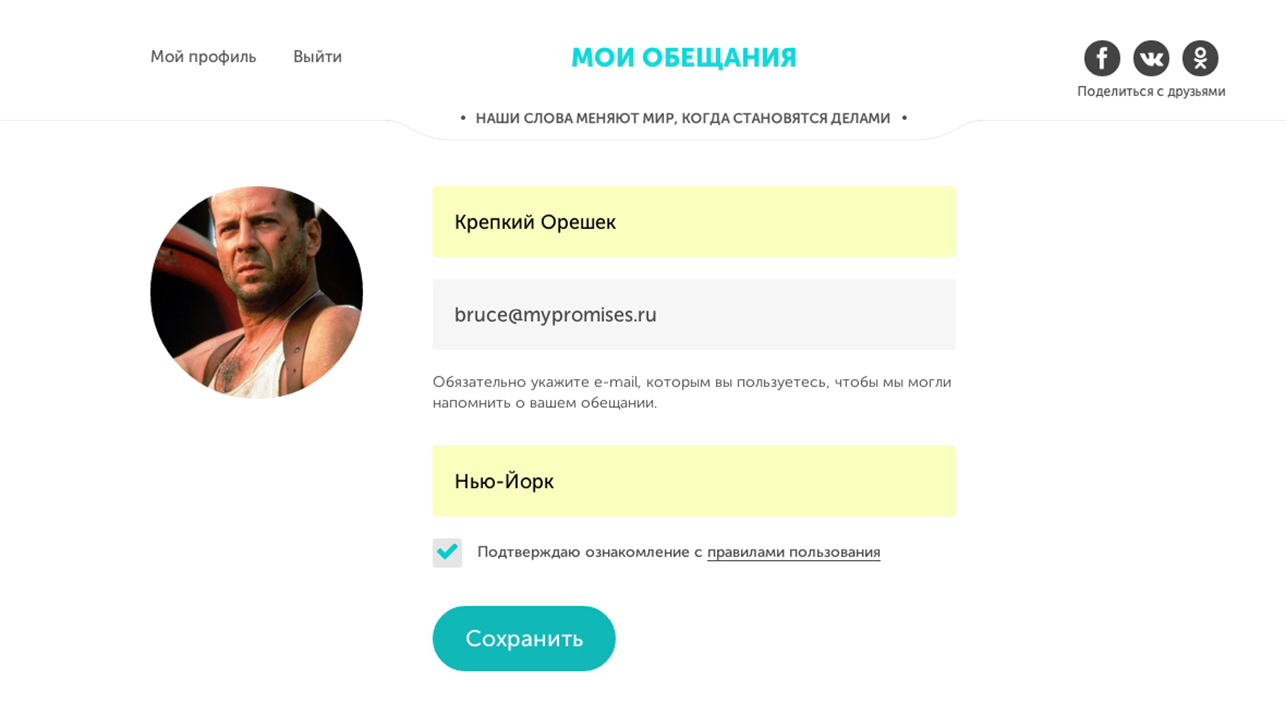 Мой профиль Выйти
МОИ ОБЕЩАНИЯ
Поделиться с друзьями
• НАШИ СЛОВА МЕНЯЮТ МИР, КОГДА СТАНОВЯТСЯ ДЕЛАМИ •
Крепкий Орешек
bruce@mypromises.ru
Обязательно укажите e-mail, которым вы пользуетесь, чтобы мы могли
напомнить о вашем обещании.
Нью-Йорк
Подтверждаю ознакомление с правилами пользования
Сохранить